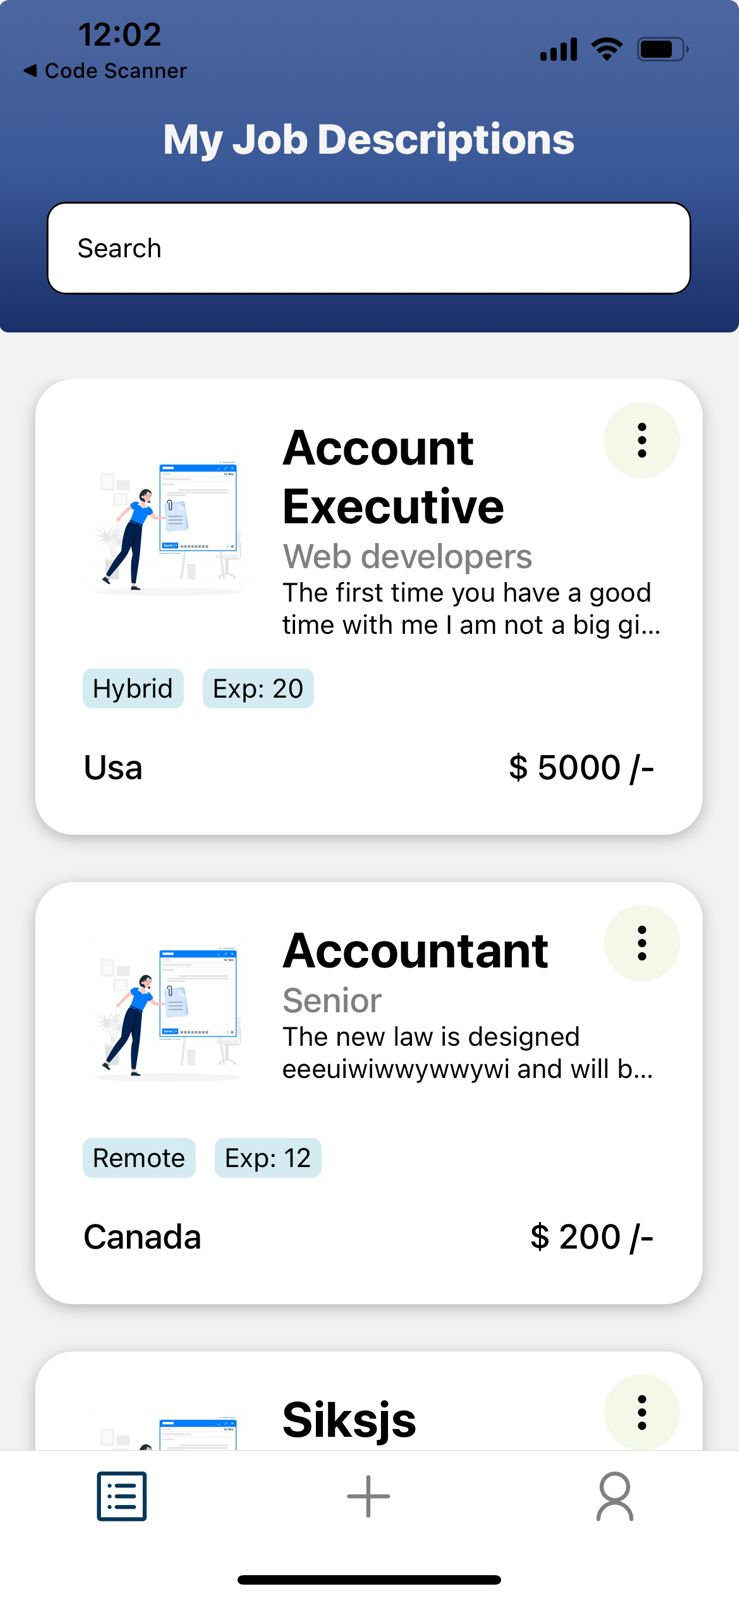 12:02
◀ Code Scanner
My Job Descriptions
Search
Account
Executive
Web developers
The first time you have a good
time with me I am not a big gi...
Hybrid
Exp: 20
Usa
$ 5000 /-
Accountant
Senior
The new law is designed
eeeuiwiwwywwywi and will b...
Remote
Exp: 12
Canada
$ 200 /-
Siksjs